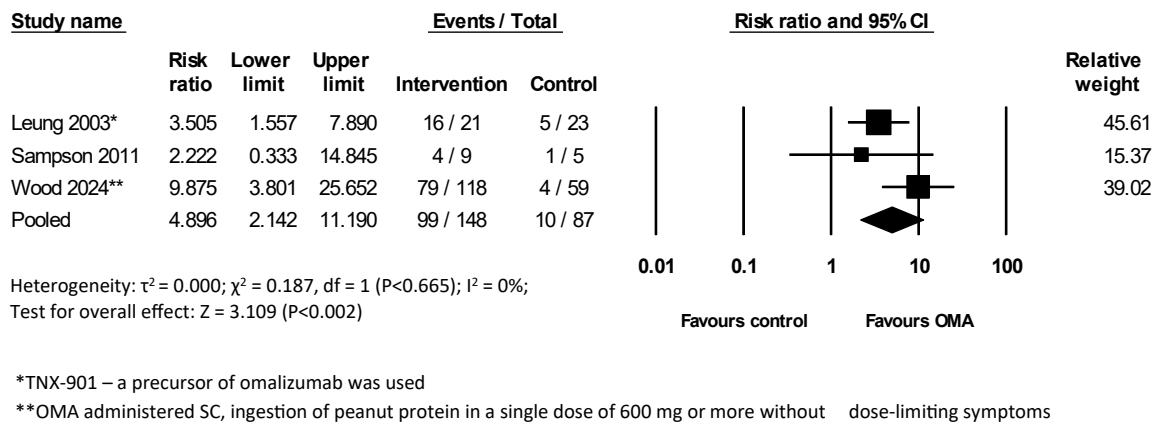 Study name Events / Total Risk ratio and 95% CI
Risk ratio Lower limit Upper limit Intervention Control Relative weight
Leung 2003* 3.505 1.557 7.890 16 / 21 5 / 23 45.61
Sampson 2011 2.222 0.333 14.845 4 / 9 1 / 5 15.37
Wood 2024** 9.875 3.801 25.652 79 / 118 4 / 59 39.02
Pooled 4.896 2.142 11.190 99 / 148 10 / 87
0.01 0.1 1 10 100
Heterogeneity: τ² = 0.000; χ² = 0.187, df = 1 (P<0.665); I² = 0%;
Test for overall effect: Z = 3.109 (P<0.002)
Favours control Favours OMA
*TNX-901 – a precursor of omalizumab was used
**OMA administered SC, ingestion of peanut protein in a single dose of 600 mg or more without dose-limiting symptoms